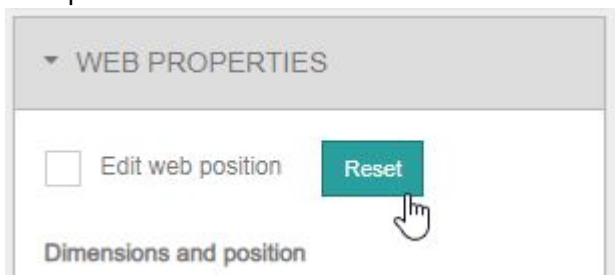 WEB PROPERTIES
Edit web position Reset
Dimensions and position